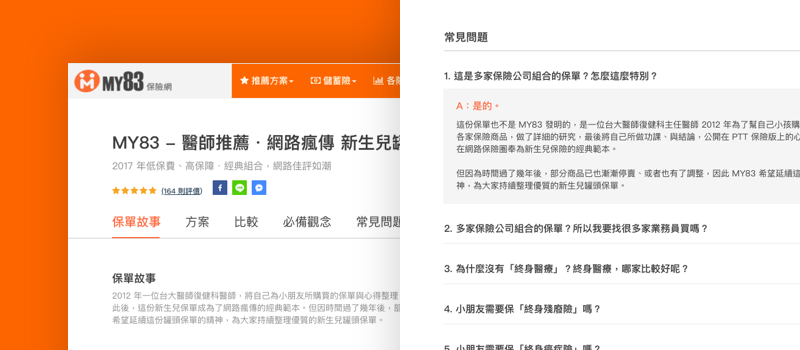 MY83 保險網
推薦方案
儲蓄險
MY83 – 醫師推薦‧網路瘋傳 新生兒
2017 年低保費、高保障‧經典組合，網路佳評如潮
(164 則評價)
保單故事
方案
比較
必備觀念
常見問題
保單故事
2012 年一位台大醫師復健科醫師，將自己為小朋友所購買的保單與心得整理
此後，這份新生兒保單成為了網路瘋傳的經典範本。但因時間過了幾年後，
希望延續這份罐頭保單的精神，為大家持續整理優質的新生兒罐頭保單。
常見問題
1. 這是多家保險公司組合的保單？怎麼這麼特別？
A：是的。
這份保單也不是 MY83 發明的，是一位台大醫師復健科主任醫師 2012 年為了幫自己小孩購
各家保險商品，做了詳細的研究，最後將自己所做功課、與結論，公開在 PTT 保險版上的心
在網路保險圈奉為新生兒保險的經典範本。
但因為時間過了幾年後，部分商品已也漸漸停賣、或者也有了調整，因此 MY83 希望延續這
神，為大家持續整理優質的新生兒罐頭保單。
2. 多家保險公司組合的保單？所以我要找很多家業務員買嗎？
3. 為什麼沒有「終身醫療」？終身醫療，哪家比較好呢？
4. 小朋友需要保「終身殘廢險」嗎？
5. 小朋友需要保「終身癌症險」嗎？